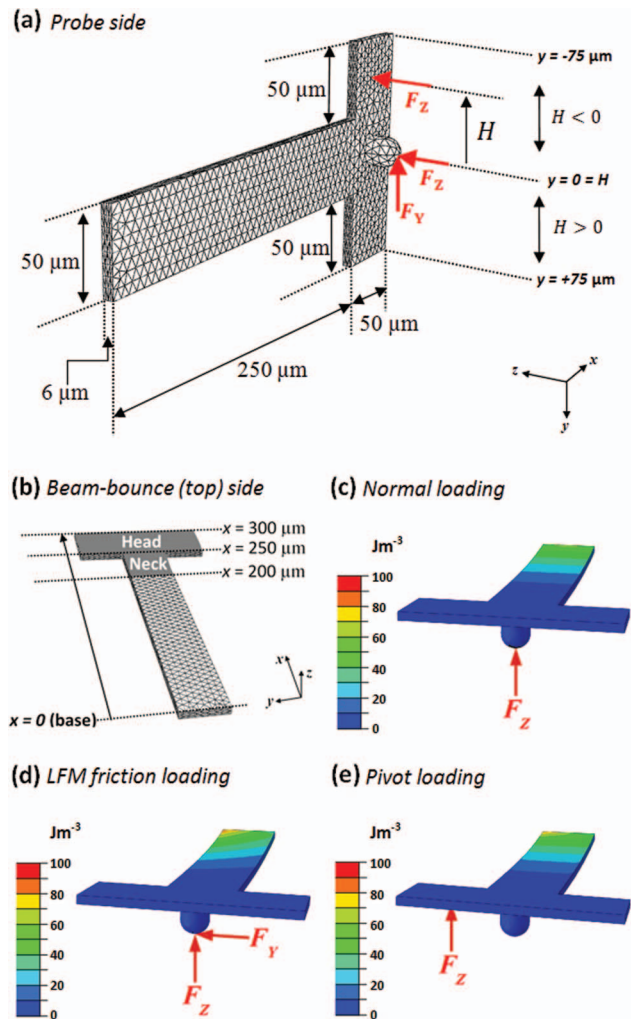 (a) Probe side
y = -75 µm
50 µm
F_Z
H
H < 0
F_Z
y = 0 = H
F_Y
50 µm
50 µm
H > 0
y = +75 µm
50 µm
6 µm
250 µm
z
x
y
(b) Beam-bounce (top) side
x = 300 µm
Head
x = 250 µm
Neck
x = 200 µm
x
z
y
x = 0 (base)
(c) Normal loading
Jm⁻³
100
80
60
40
20
0
F_Z
(d) LFM friction loading
Jm⁻³
100
80
60
40
20
0
F_Y
F_Z
(e) Pivot loading
Jm⁻³
100
80
60
40
20
0
F_Z